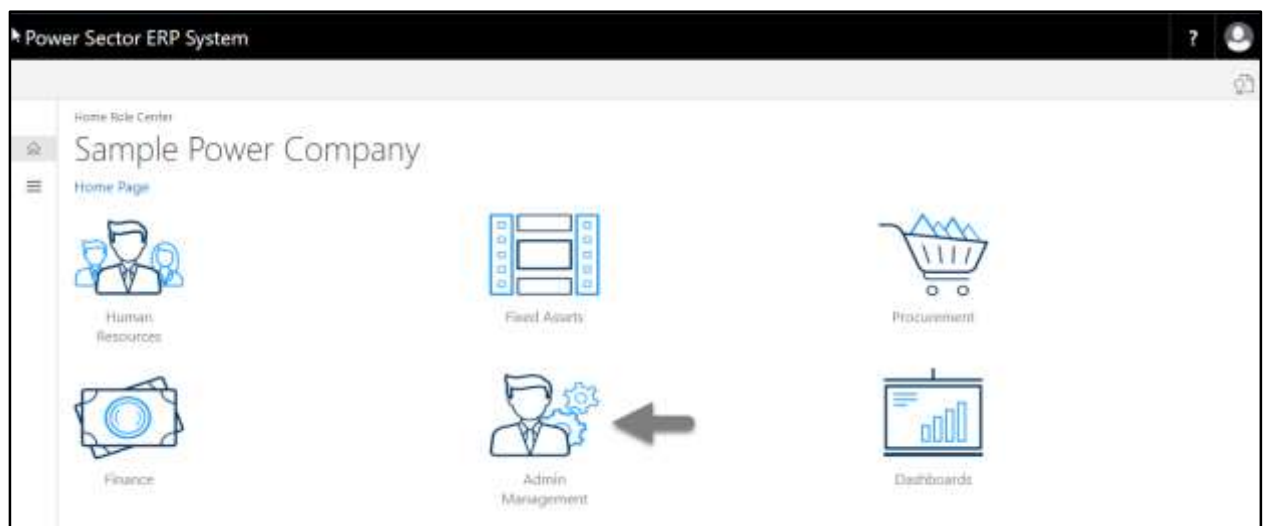 Power Sector ERP System
?
Home Role Center
Sample Power Company
Home Page
Human
Resources
Fixed Assets
Procurement
Finance
Admin
Management
Dashboards